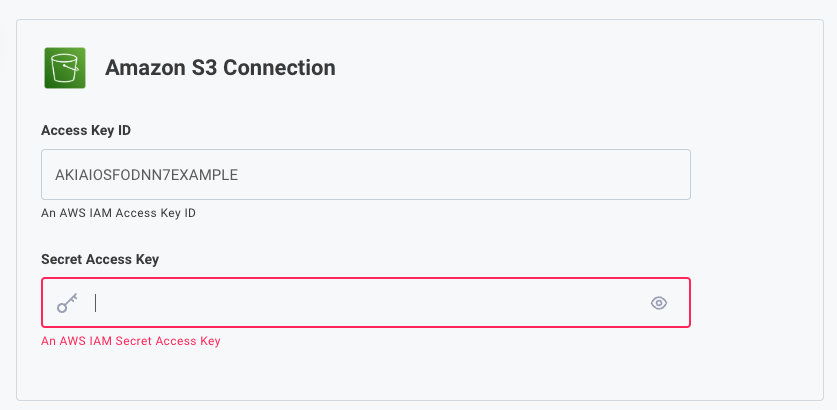 Amazon S3 Connection
Access Key ID
AKIAIOSFODNN7EXAMPLE
An AWS IAM Access Key ID
Secret Access Key
An AWS IAM Secret Access Key